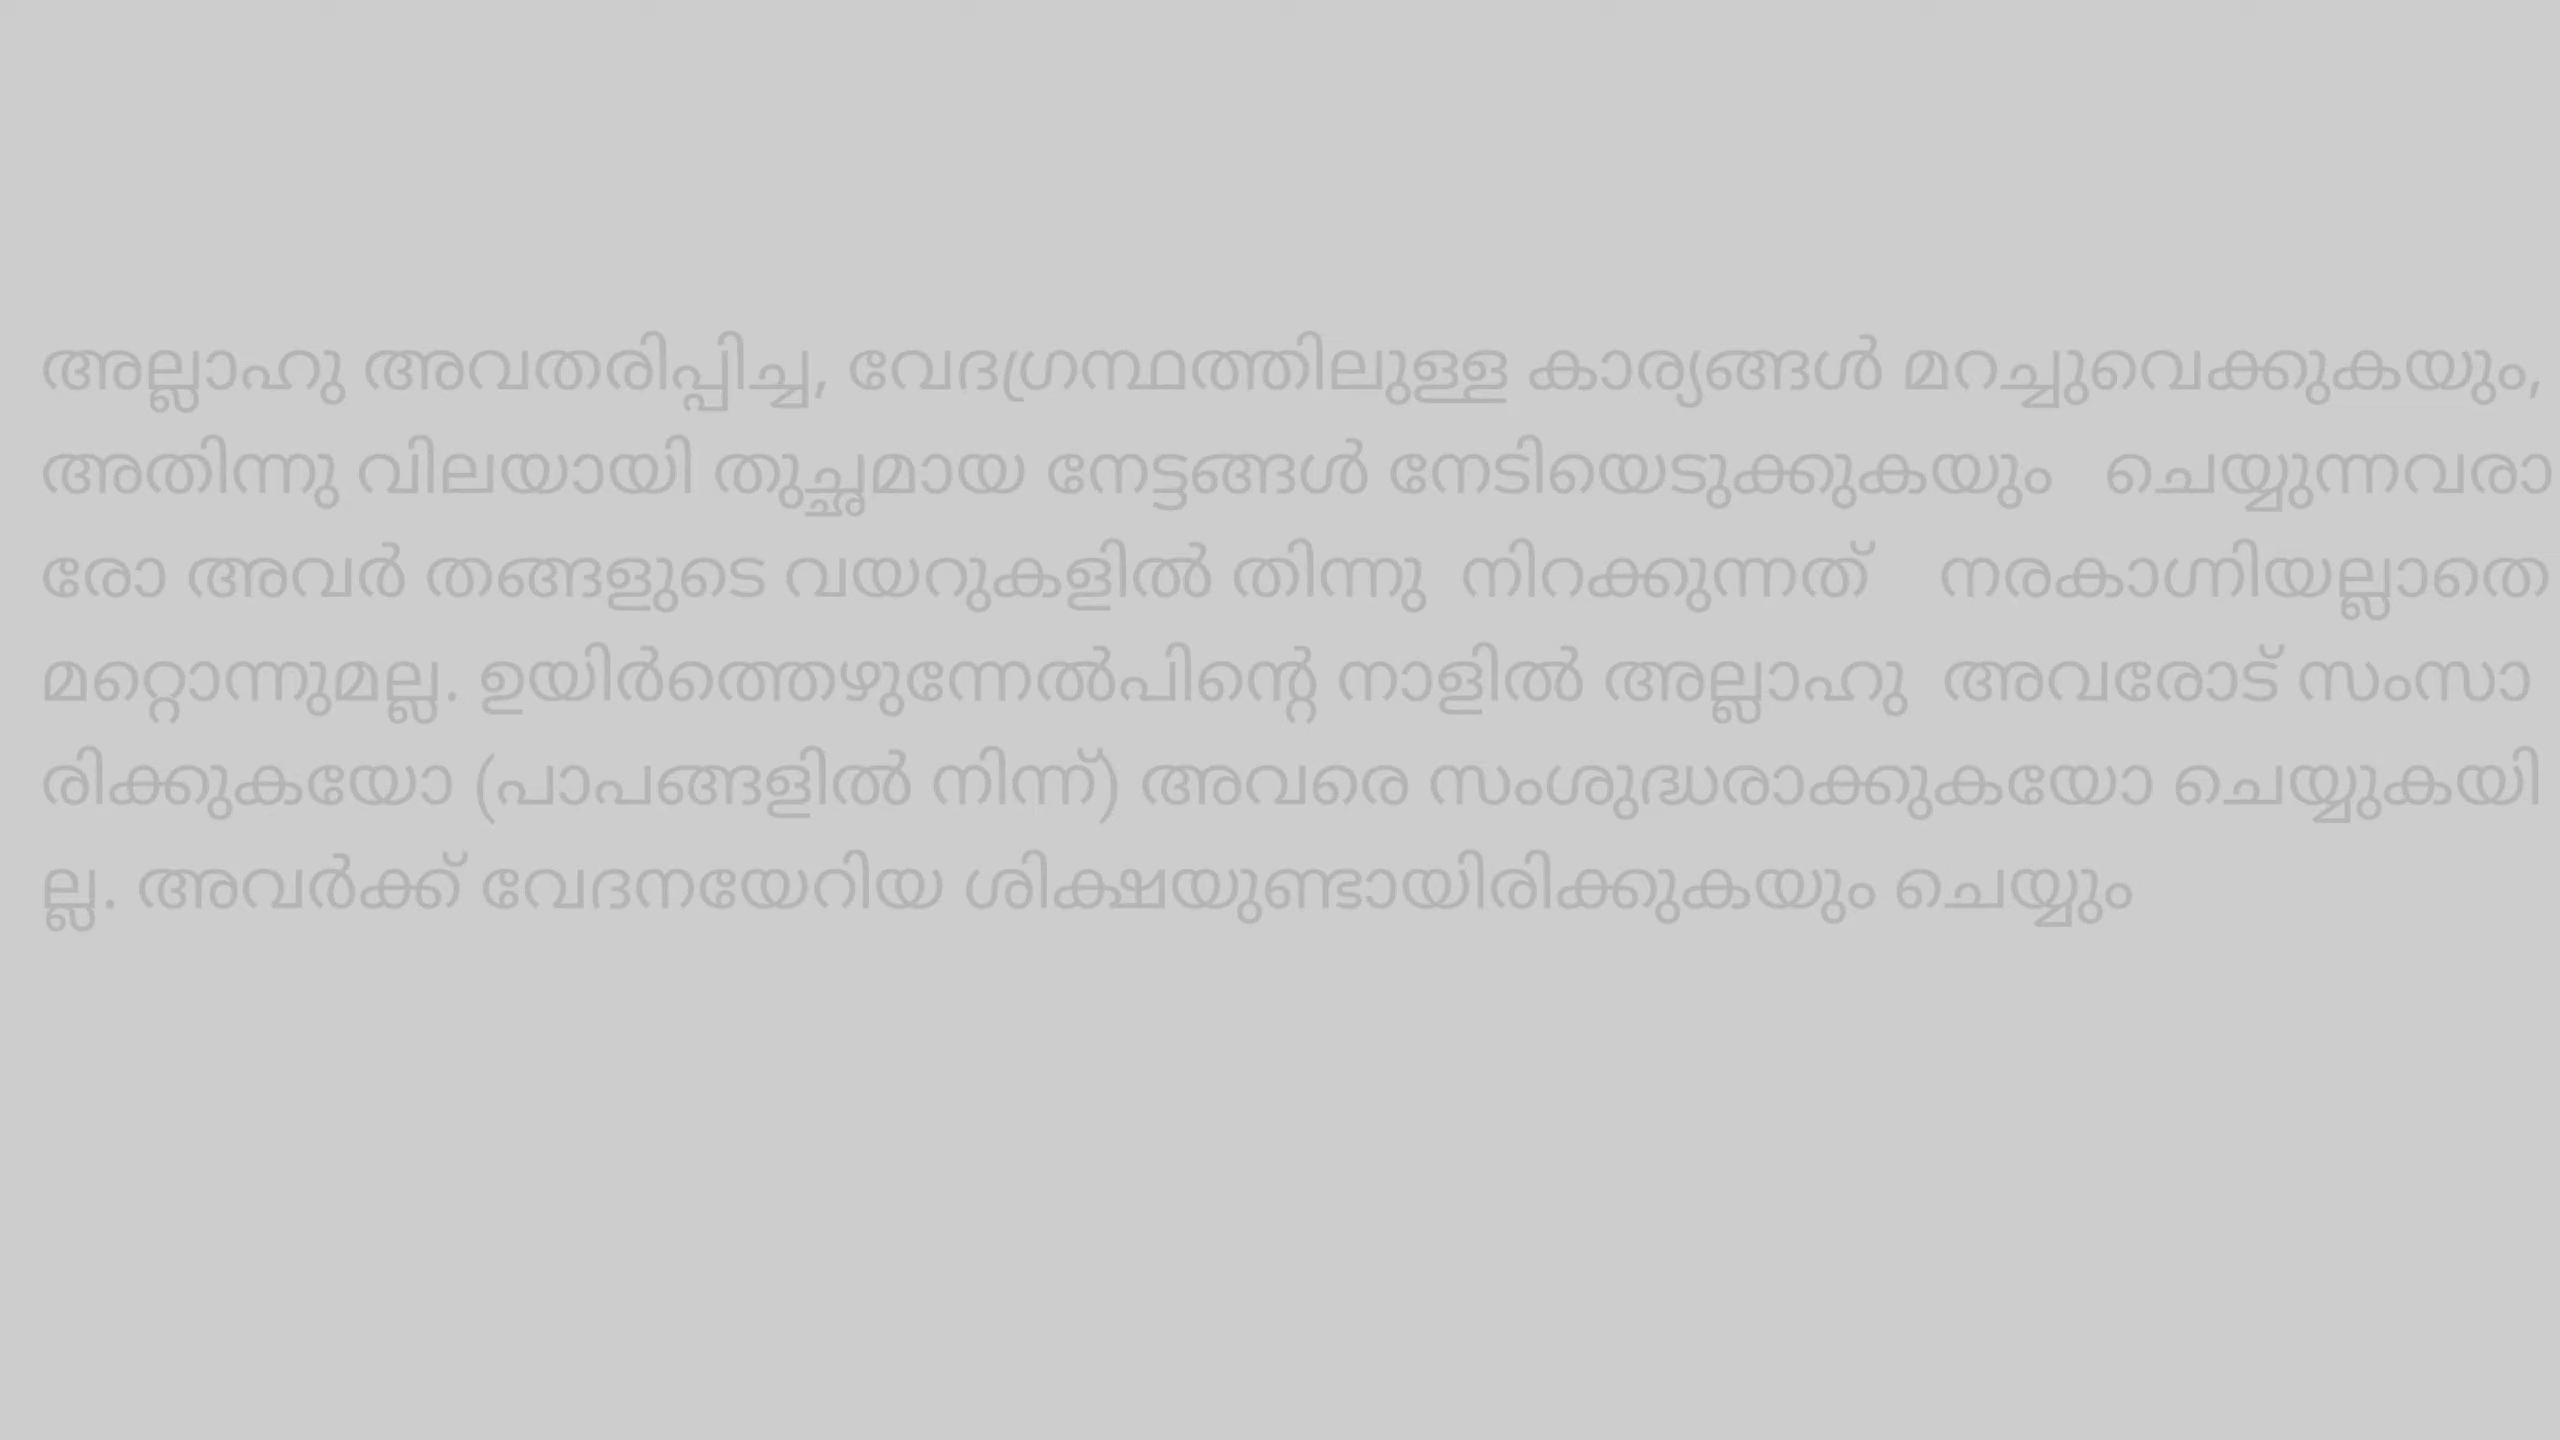 അല്ലാഹു അവതരിപ്പിച്ച, വേദഗ്രന്ഥത്തിലുള്ള കാര്യങ്ങൾ മറച്ചുവെക്കുകയും,
അതിന്നു വിലയായി തുച്ഛമായ നേട്ടങ്ങൾ നേടിയെടുക്കുകയും ചെയ്യുന്നവരാ
രോ അവർ തങ്ങളുടെ വയറുകളിൽ തിന്നു നിറക്കുന്നത് നരകാഗ്നിയല്ലാതെ
മറ്റൊന്നുമല്ല. ഉയിർത്തെഴുന്നേൽപിന്റെ നാളിൽ അല്ലാഹു അവരോട് സംസാ
രിക്കുകയോ (പാപങ്ങളിൽ നിന്ന്) അവരെ സംശുദ്ധരാക്കുകയോ ചെയ്യുകയി
ല്ല. അവർക്ക് വേദനയേറിയ ശിക്ഷയുണ്ടായിരിക്കുകയും ചെയ്യും